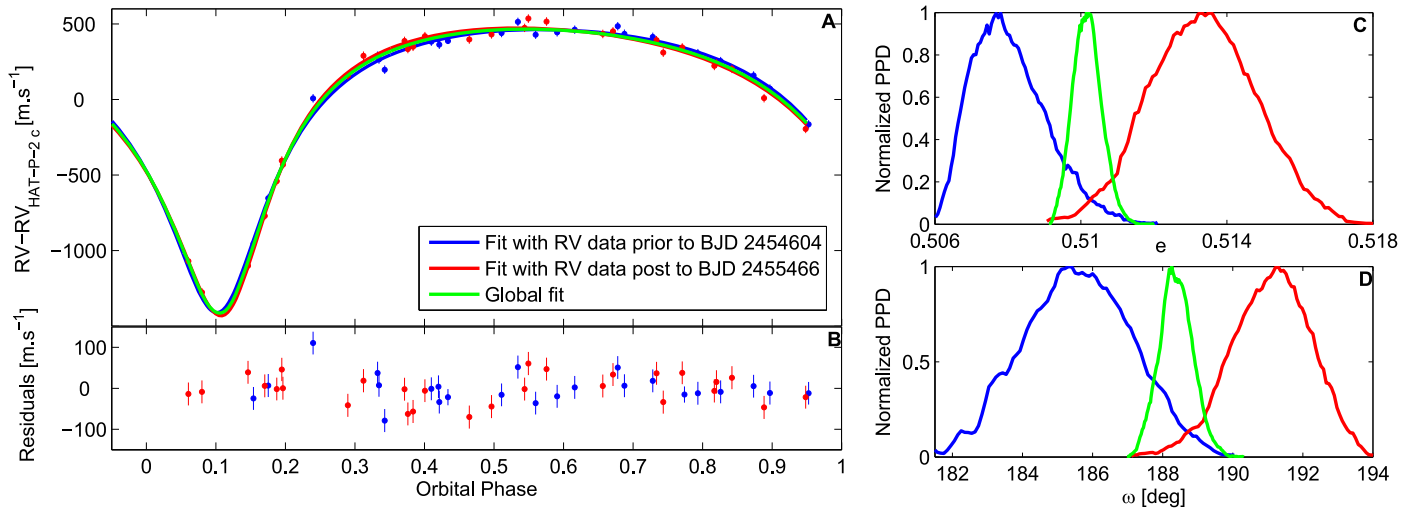 A
RV−RV_HAT−P−2 c [m.s⁻¹]
500
0
−500
−1000
Fit with RV data prior to BJD 2454604
Fit with RV data post to BJD 2455466
Global fit
B
Residuals [m.s⁻¹]
100
0
−100
0 0.1 0.2 0.3 0.4 0.5 0.6 0.7 0.8 0.9 1
Orbital Phase
C
Normalized PPD
1
0.8
0.6
0.4
0.2
0
0.506 0.51 0.514 0.518
e
D
Normalized PPD
1
0.5
0
182 184 186 188 190 192 194
ω [deg]